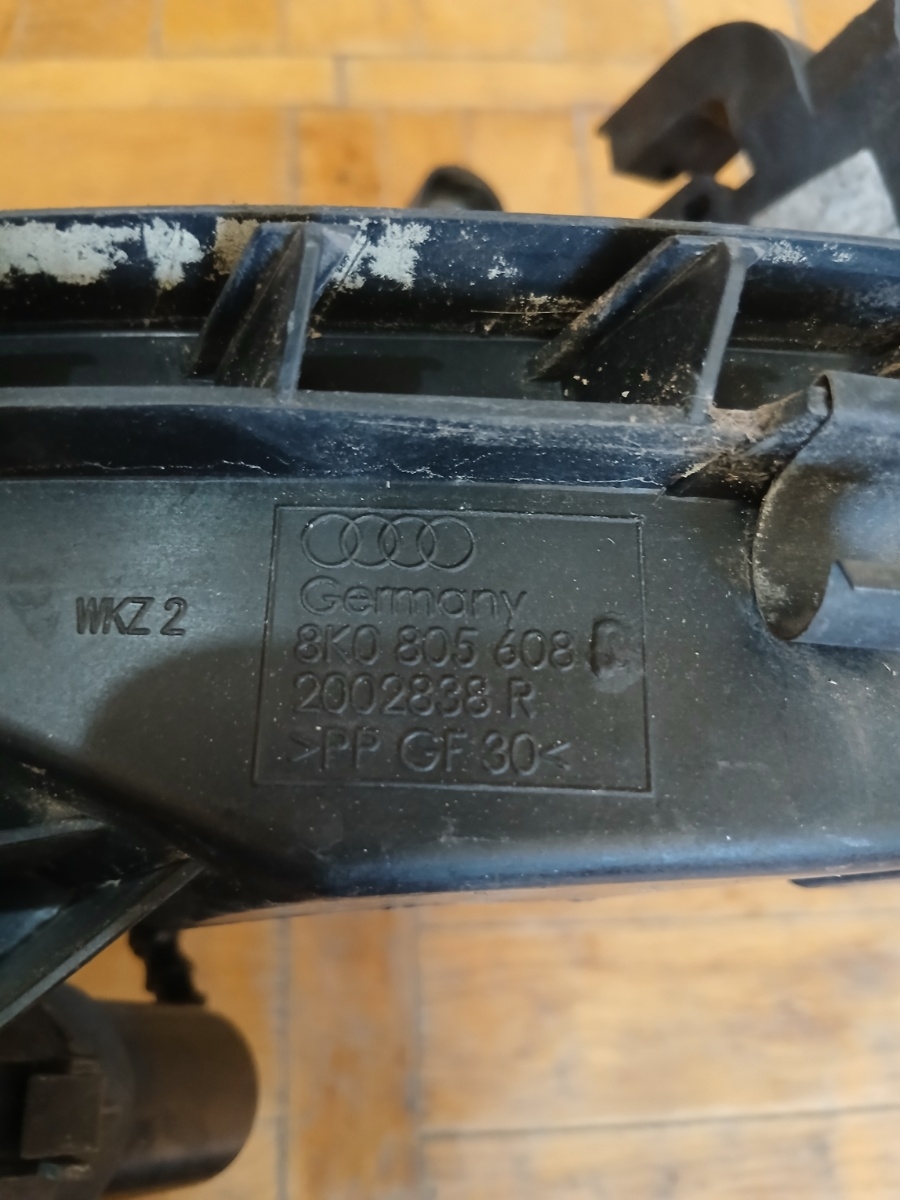 WKZ 2
Germany
8K0 805 608
2002838 R
>PP GF 30<